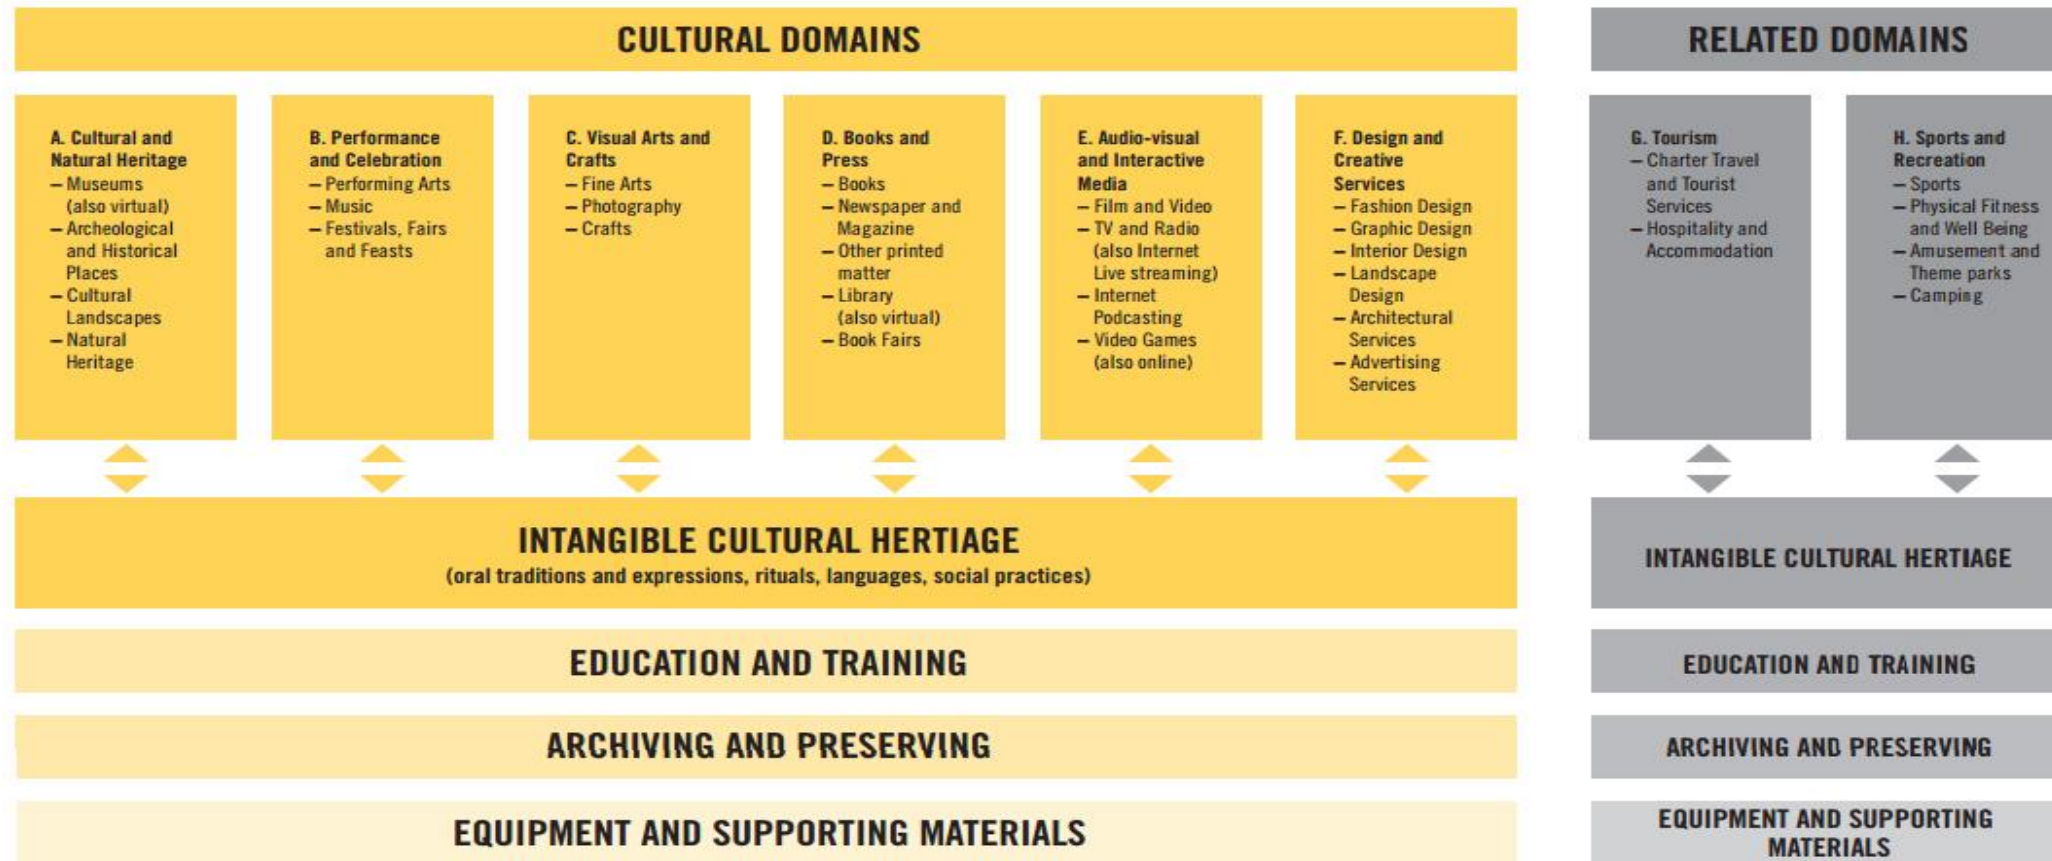 CULTURAL DOMAINS
RELATED DOMAINS
A. Cultural and
Natural Heritage
– Museums
(also virtual)
– Archeological
and Historical
Places
– Cultural
Landscapes
– Natural
Heritage
B. Performance
and Celebration
– Performing Arts
– Music
– Festivals, Fairs
and Feasts
C. Visual Arts and
Crafts
– Fine Arts
– Photography
– Crafts
D. Books and
Press
– Books
– Newspaper and
Magazine
– Other printed
matter
– Library
(also virtual)
– Book Fairs
E. Audio-visual
and Interactive
Media
– Film and Video
– TV and Radio
(also Internet
Live streaming)
– Internet
Podcasting
– Video Games
(also online)
F. Design and
Creative
Services
– Fashion Design
– Graphic Design
– Interior Design
– Landscape
Design
– Architectural
Services
– Advertising
Services
G. Tourism
– Charter Travel
and Tourist
Services
– Hospitality and
Accommodation
H. Sports and
Recreation
– Sports
– Physical Fitness
and Well Being
– Amusement and
Theme parks
– Camping
INTANGIBLE CULTURAL HERTIAGE
(oral traditions and expressions, rituals, languages, social practices)
INTANGIBLE CULTURAL HERTIAGE
EDUCATION AND TRAINING
EDUCATION AND TRAINING
ARCHIVING AND PRESERVING
ARCHIVING AND PRESERVING
EQUIPMENT AND SUPPORTING MATERIALS
EQUIPMENT AND SUPPORTING
MATERIALS